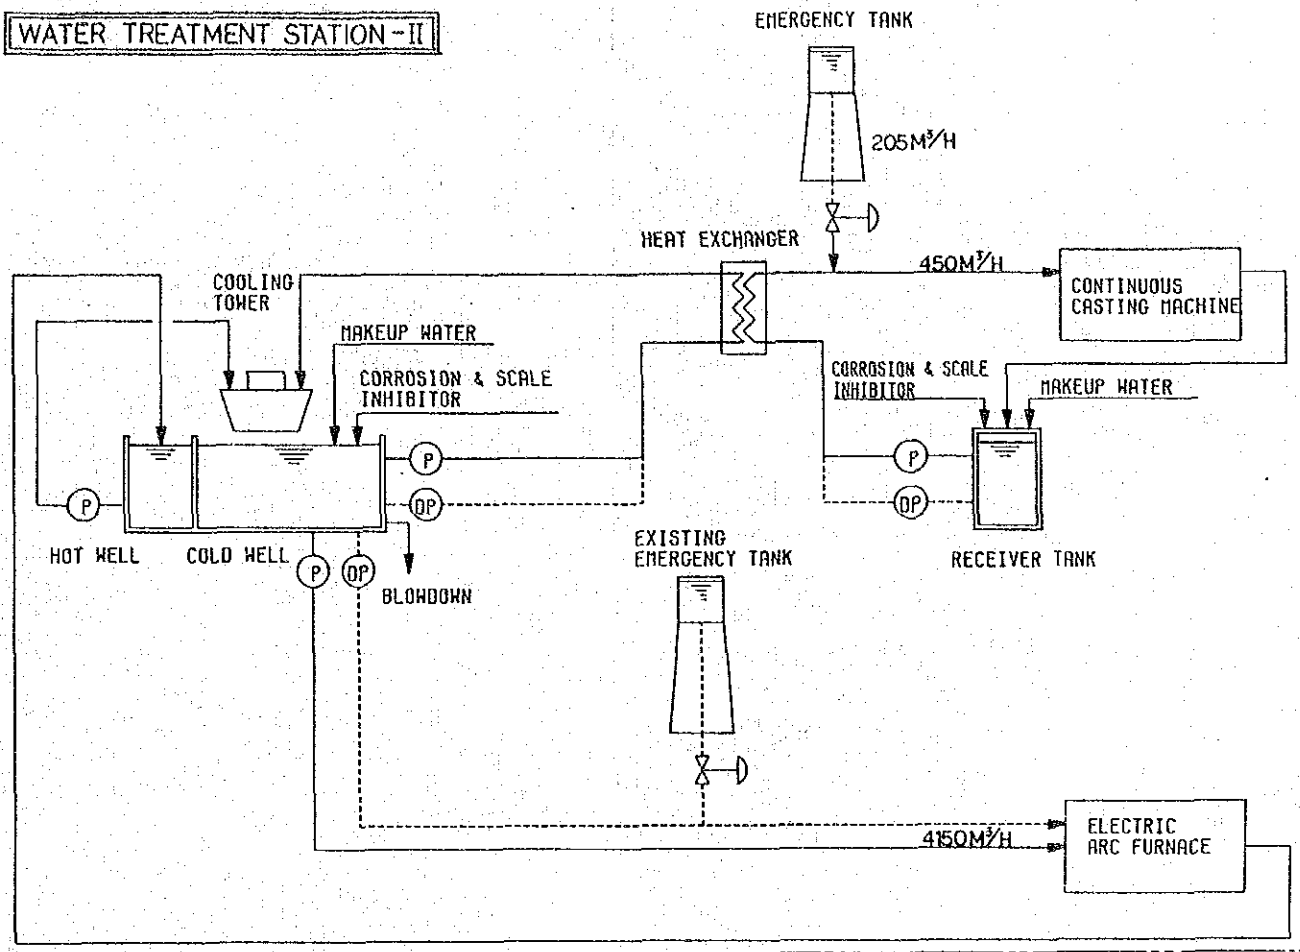 WATER TREATMENT STATION-II
EMERGENCY TANK
205M³/H
HEAT EXCHANGER
450M³/H
CONTINUOUS
CASTING MACHINE
COOLING
TOWER
MAKEUP WATER
CORROSION & SCALE
INHIBITOR
CORROSION & SCALE
INHIBITOR
MAKEUP WATER
P
P
P
DP
DP
HOT WELL
COLD WELL
P
DP
BLOWDOWN
EXISTING
EMERGENCY TANK
RECEIVER TANK
4150M³/H
ELECTRIC
ARC FURNACE